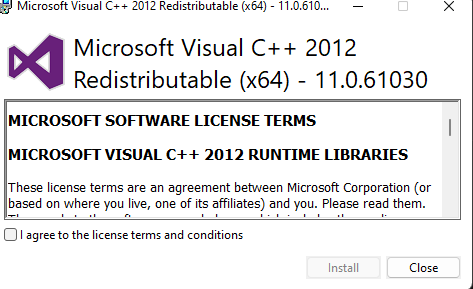 Microsoft Visual C++ 2012 Redistributable (x64) - 11.0.610...
Microsoft Visual C++ 2012
Redistributable (x64) - 11.0.61030
MICROSOFT SOFTWARE LICENSE TERMS
MICROSOFT VISUAL C++ 2012 RUNTIME LIBRARIES
These license terms are an agreement between Microsoft Corporation (or
based on where you live, one of its affiliates) and you. Please read them.
I agree to the license terms and conditions
Install
Close